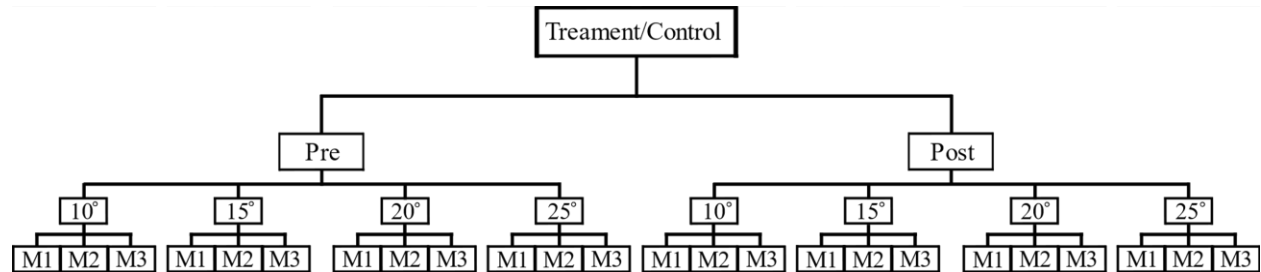 Treament/Control
Pre Post
10° 15° 20° 25° 10° 15° 20° 25°
M1 M2 M3 M1 M2 M3 M1 M2 M3 M1 M2 M3 M1 M2 M3 M1 M2 M3 M1 M2 M3 M1 M2 M3